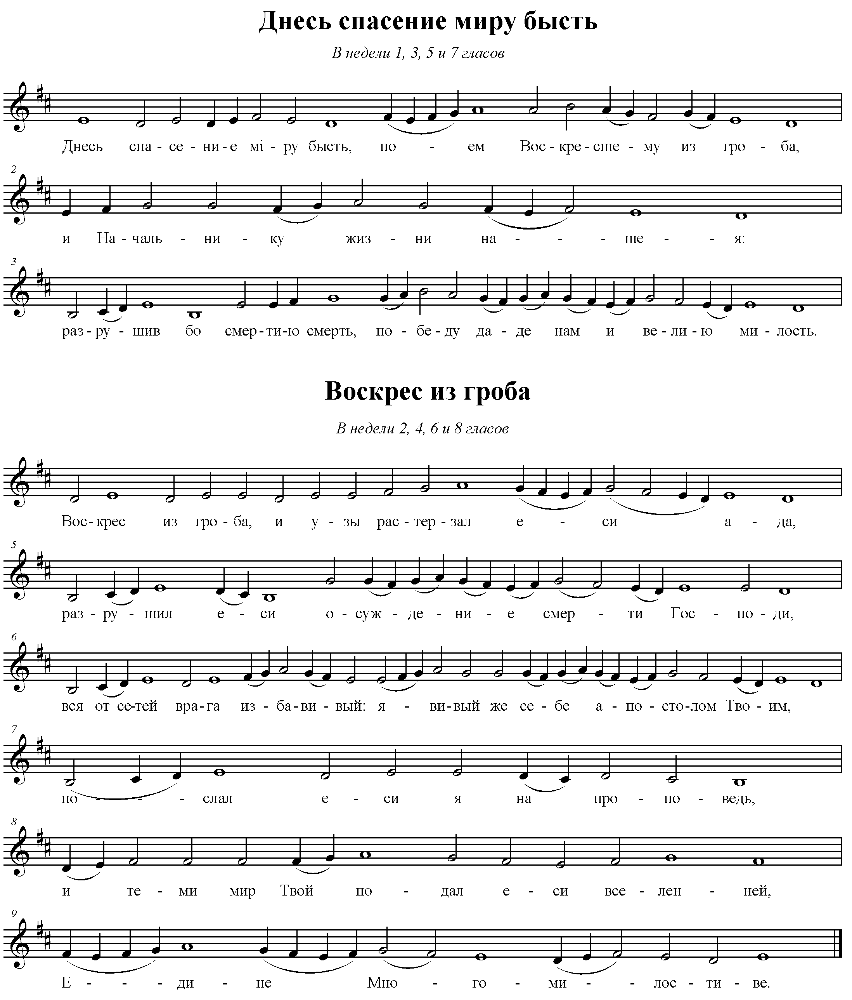 Днесь спасение миру бысть
В недели 1, 3, 5 и 7 гласов
Днесь спа - се - ни - е мі - ру бысть, по - ем Вос - кре - сше - му из гро - ба,
2
и На - чаль - ни - ку жиз - ни на - - - ше - - я:
3
раз - ру - шив бо смер - ти - ю смерть, по - бе - ду да - де нам и ве - ли - ю ми - лость.
Воскрес из гроба
В недели 2, 4, 6 и 8 гласов
Вос - крес из гро - ба, и у - зы рас - тер - зал е - си а - да,
5
раз - ру - шил е - си о - суж - де - ни - е смер - ти Гос - по - ди,
6
вся от се - тей вра - га из - ба - ви - вый: я - ви - вый же се - бе а - по - сто - лом Тво - им,
7
по - - - слал е - си я на про - по - ведь,
8
и те - ми мир Твой по - дал е - си все - лен - ней,
9
Е - - - ди - не Мно - го - ми - - лос - ти - ве.